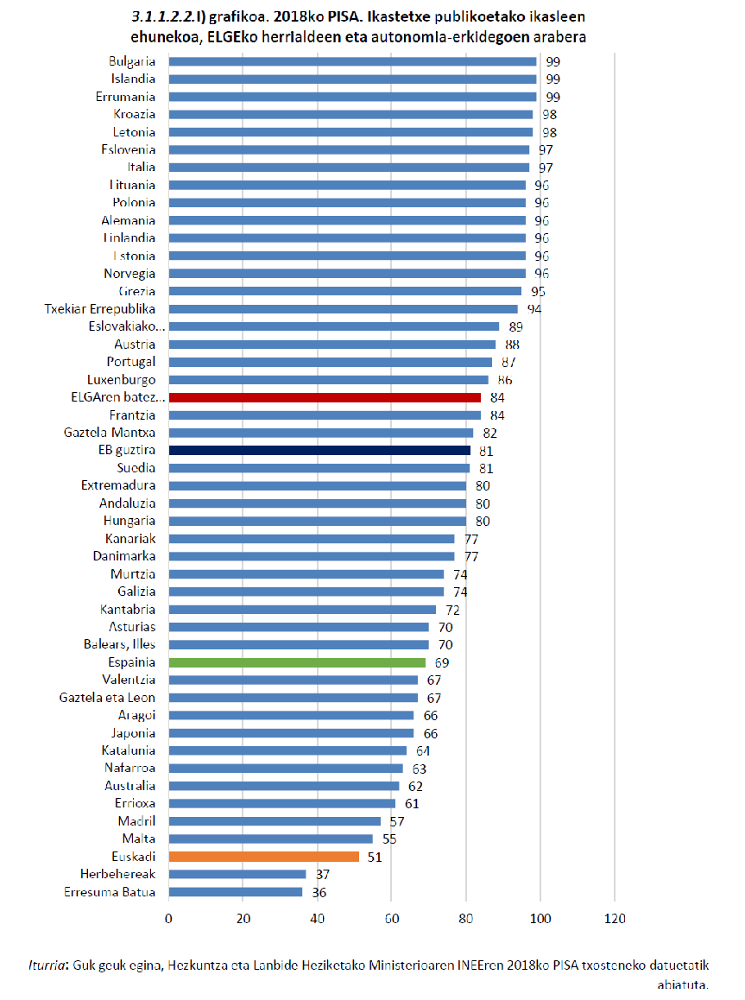 3.1.1.2.2.I) grafikoa. 2018ko PISA. Ikastetxe publikoetako ikasleen
ehunekoa, ELGEko herrialdeen eta autonomia-erkidegoen arabera
Bulgaria 99
Islandia 99
Errumania 99
Kroazia 98
Letonia 98
Eslovenia 97
Italia 97
Lituania 96
Polonia 96
Alemania 96
Linlandia 96
Estonia 96
Norvegia 96
Grezia 95
Txekiar Errepublika 94
Eslovakiako... 89
Austria 88
Portugal 87
Luxenburgo 86
ELGAren batez... 84
Frantzia 84
Gaztela-Mantxa 82
EB guztira 81
Suedia 81
Extremadura 80
Andaluzia 80
Hungaria 80
Kanariak 77
Danimarka 77
Murtzia 74
Galizia 74
Kantabria 72
Asturias 70
Balears, Illes 70
Espainia 69
Valentzia 67
Gaztela eta Leon 67
Aragoi 66
Japonia 66
Katalunia 64
Nafarroa 63
Australia 62
Errioxa 61
Madril 57
Malta 55
Euskadi 51
Herbehereak 37
Erresuma Batua 36
0 20 40 60 80 100 120
Iturria: Guk geuk egina, Hezkuntza eta Lanbide Heziketako Ministerioaren INEEren 2018ko PISA txosteneko datuetatik
abiatuta.